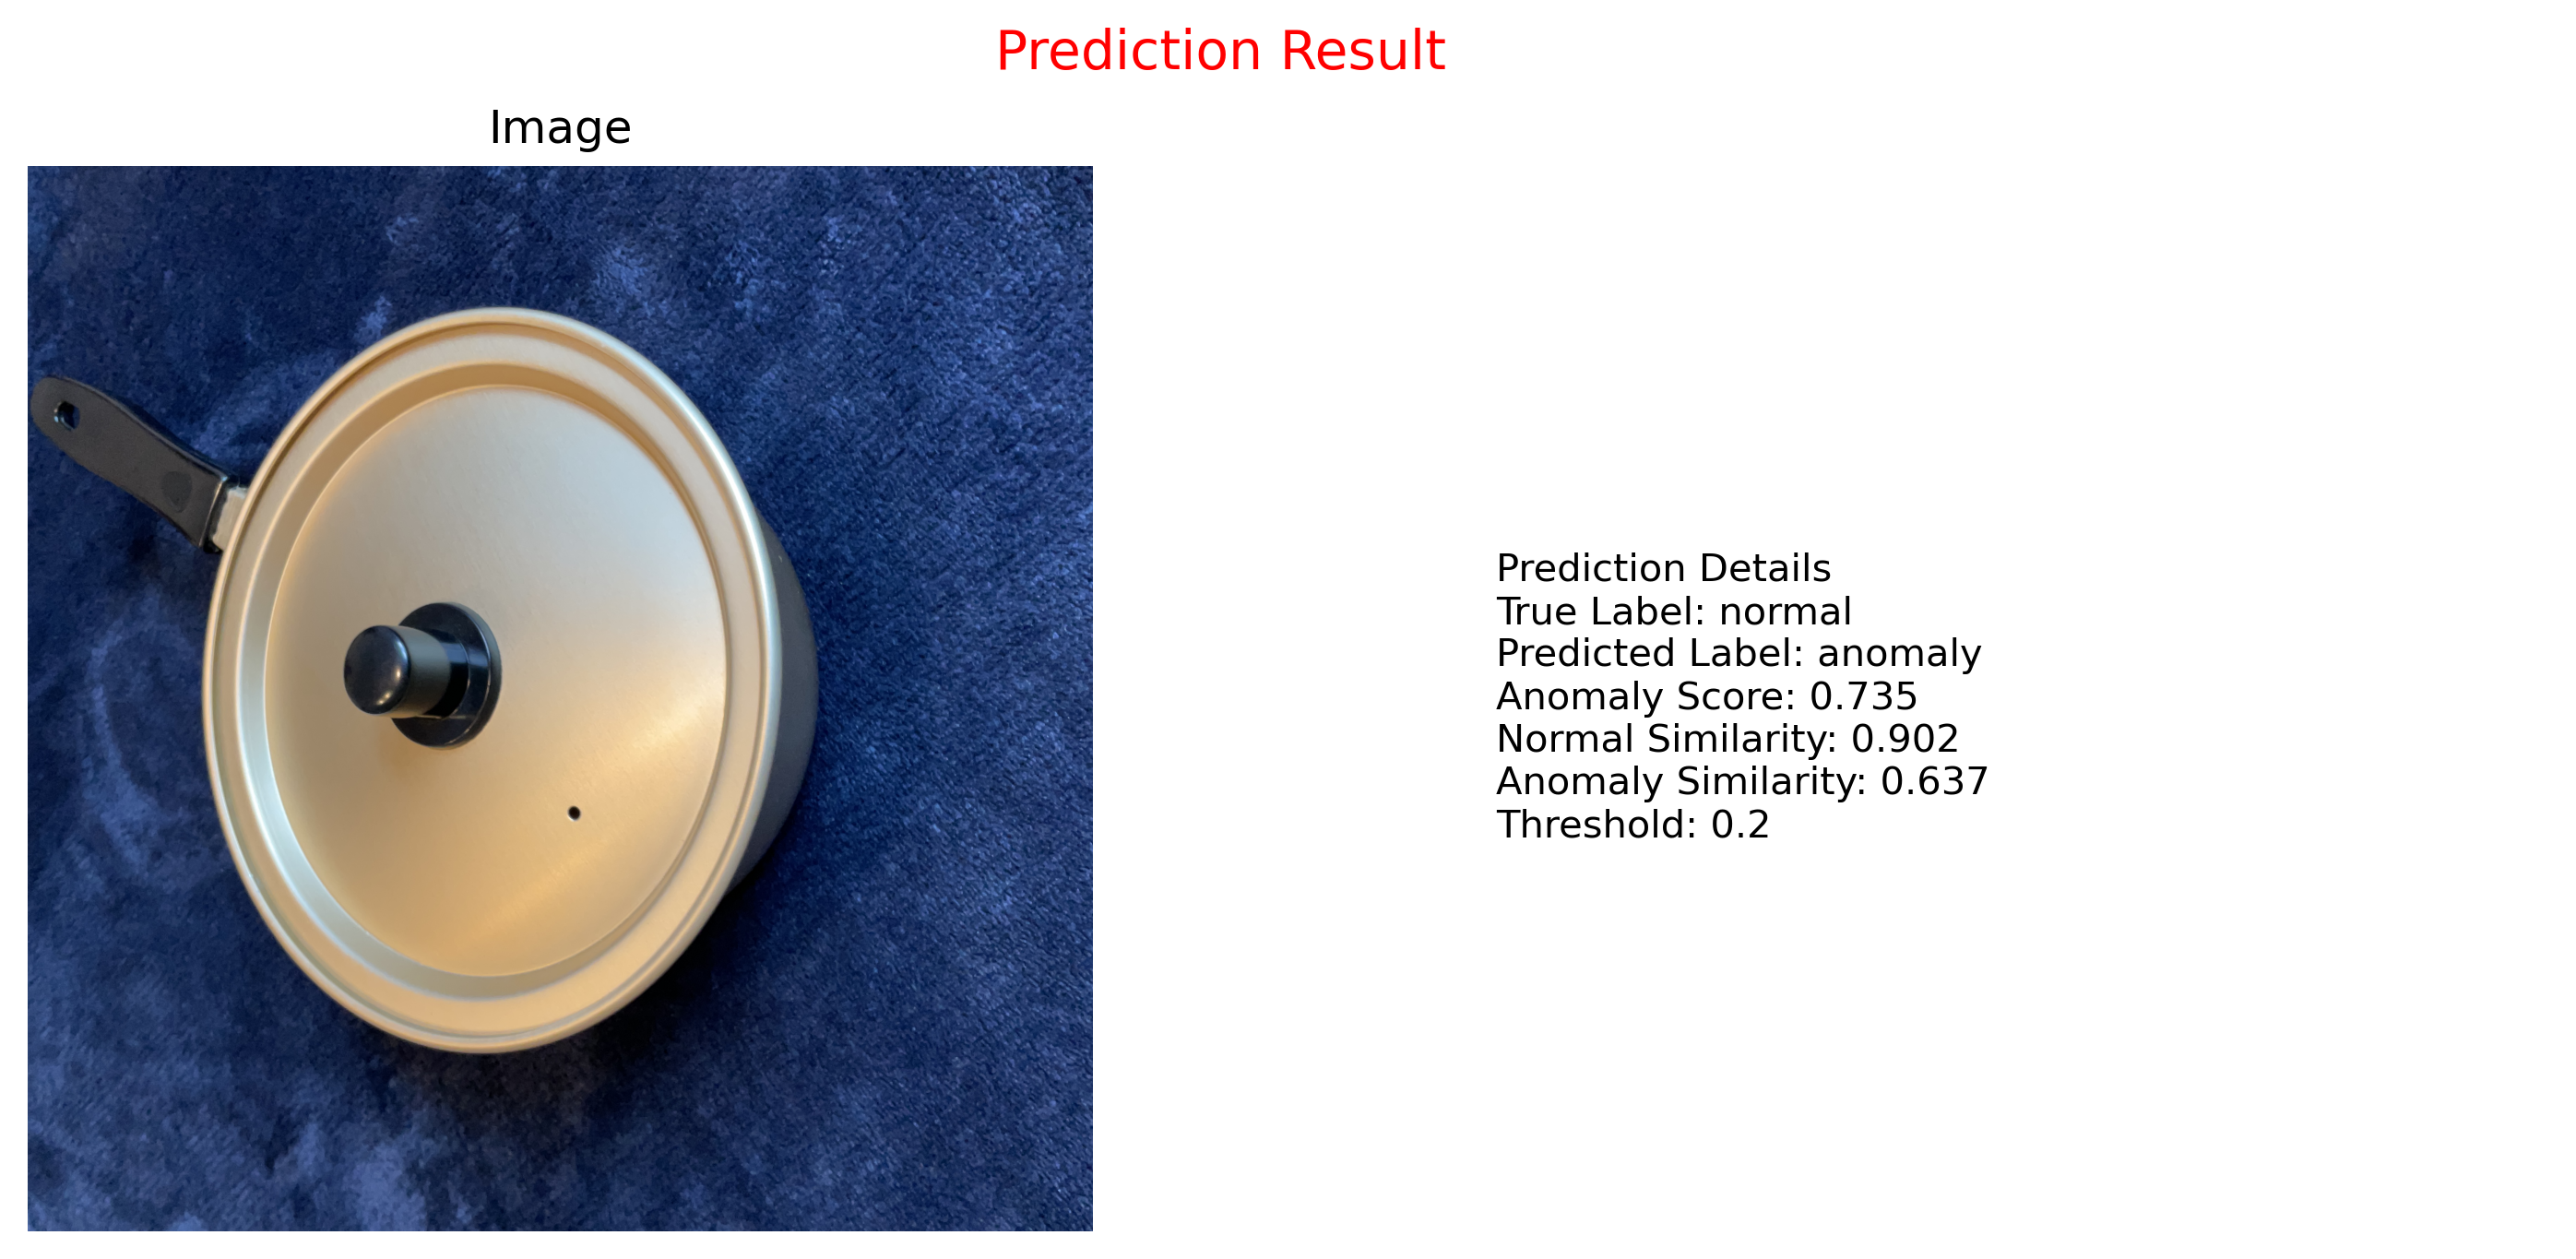 Prediction Result
Image
Prediction Details
True Label: normal
Predicted Label: anomaly
Anomaly Score: 0.735
Normal Similarity: 0.902
Anomaly Similarity: 0.637
Threshold: 0.2